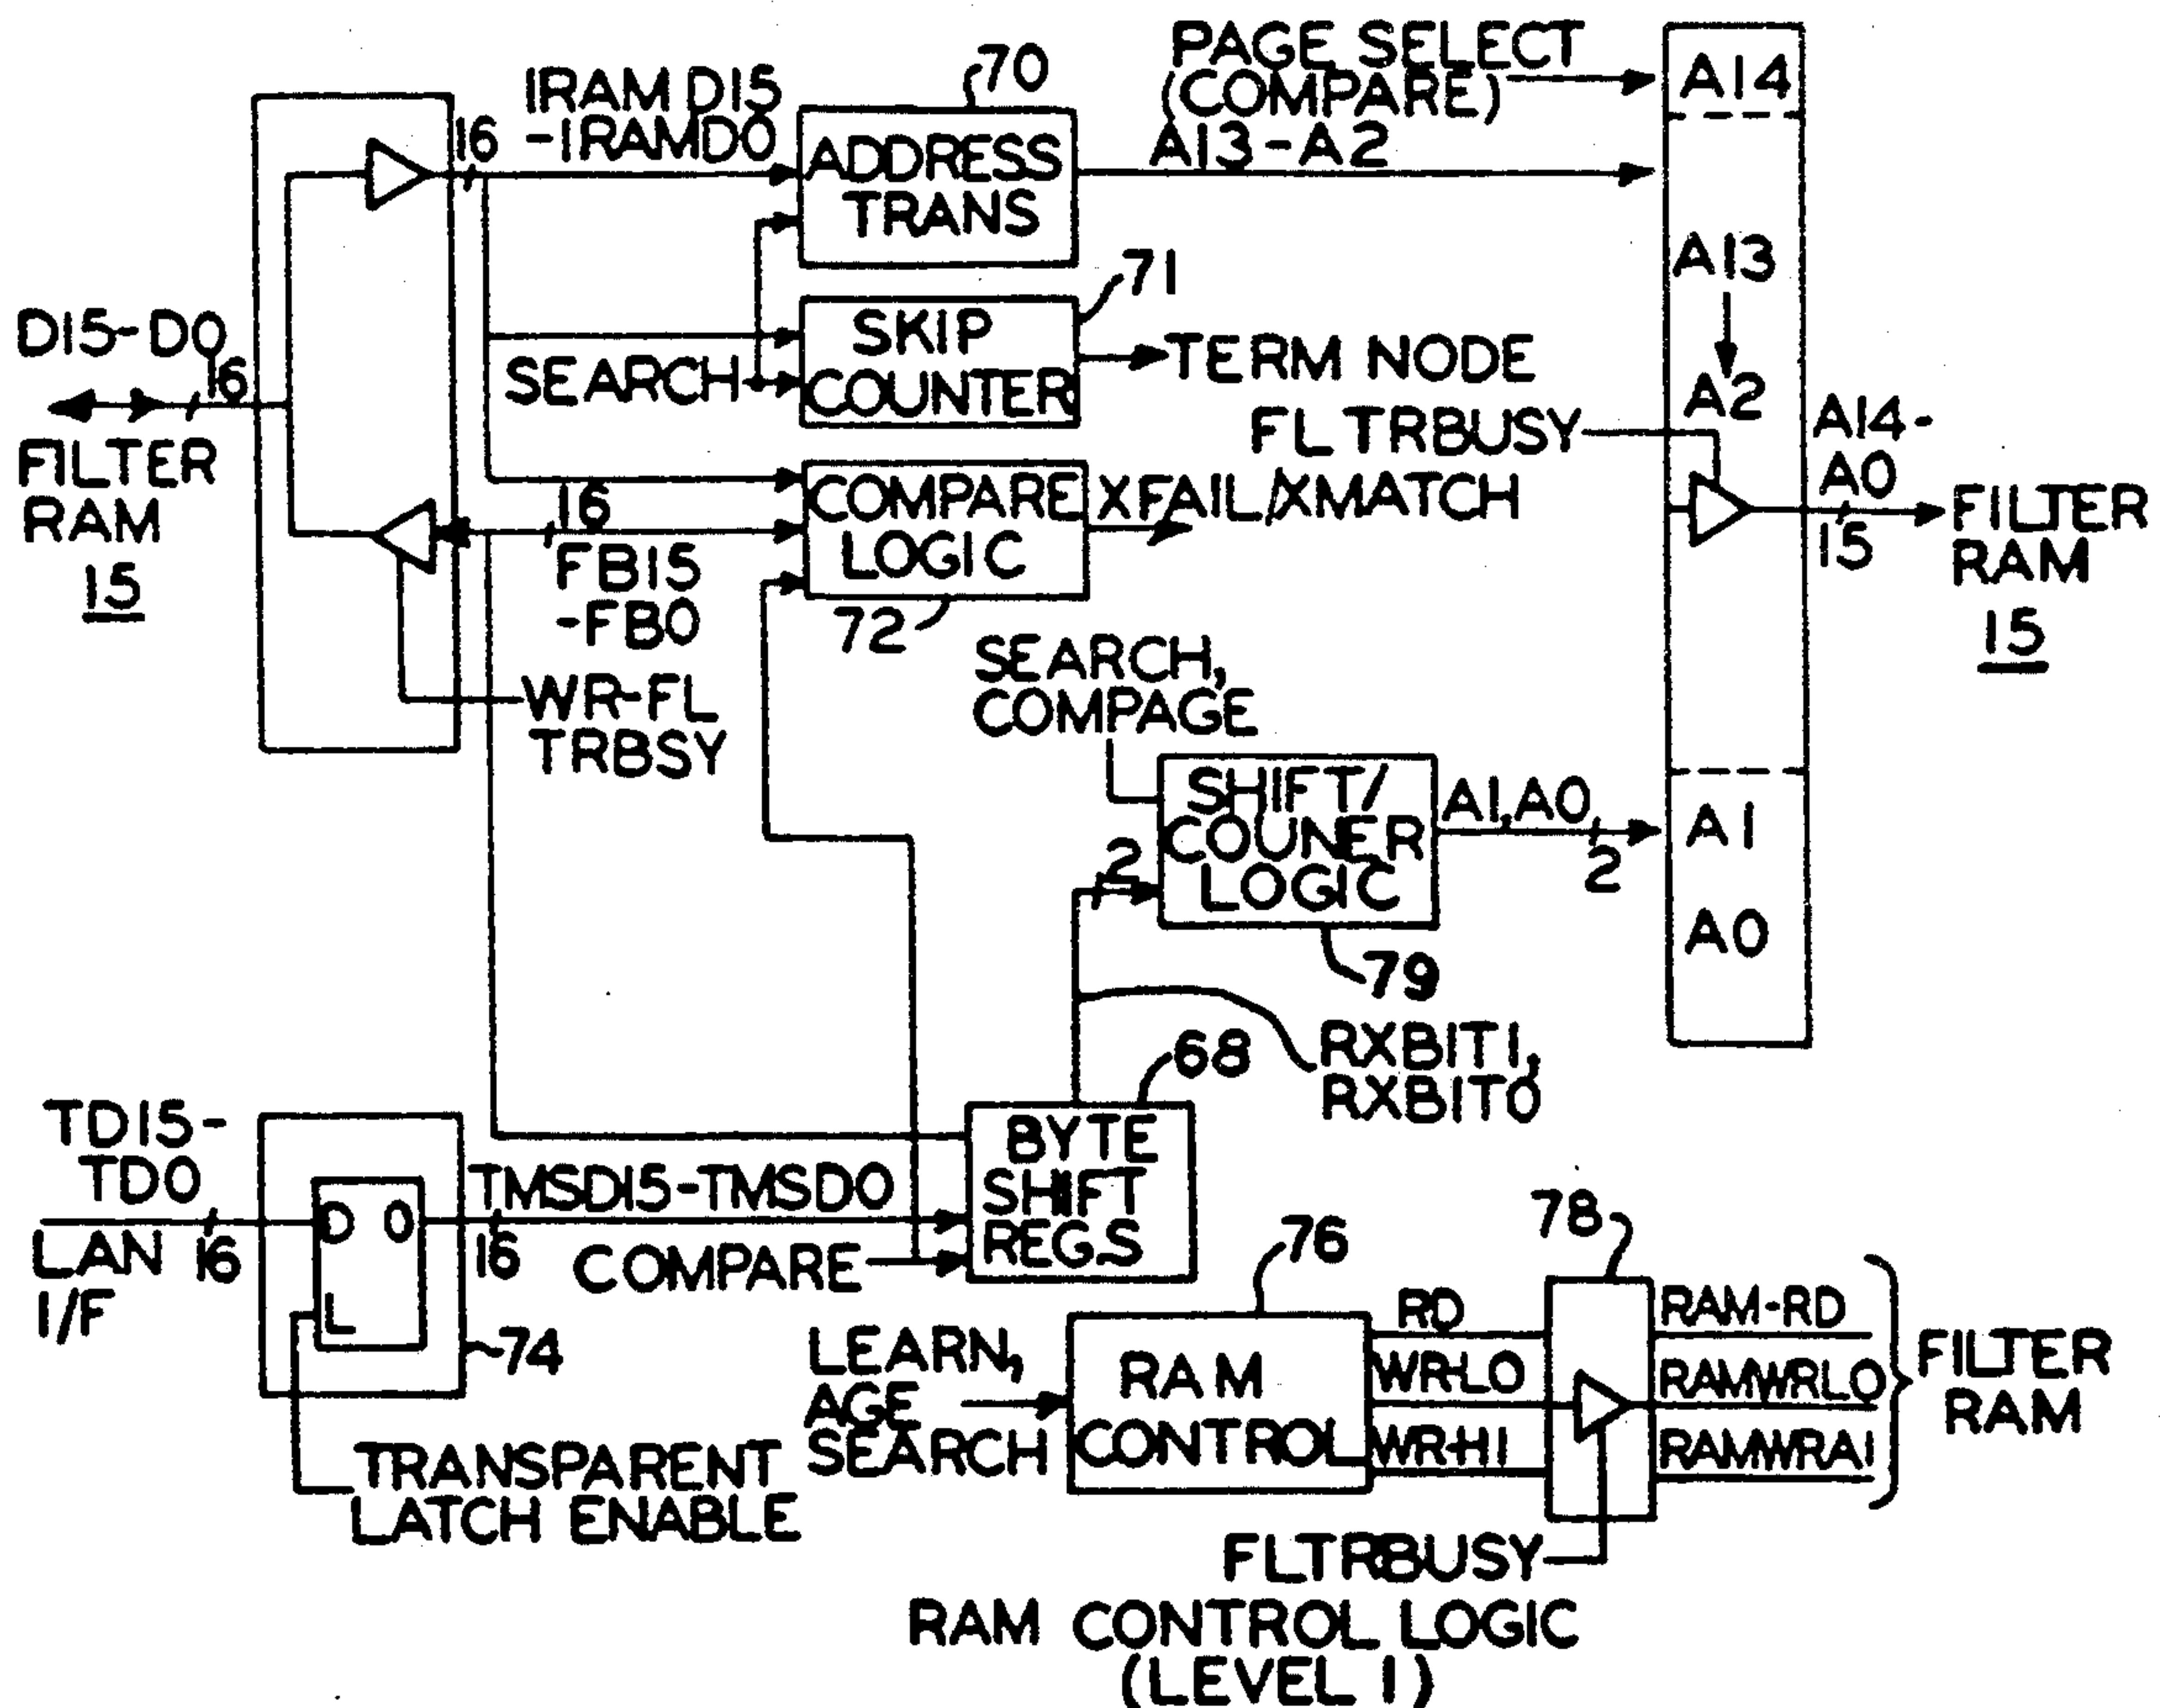 70
IRAM D15
-IRAMD0
16
ADDRESS
TRANS
PAGE SELECT
(COMPARE)
A13-A2
A14
A13
A2
71
SKIP
COUNTER
SEARCH
TERM NODE
D15-D0
16
FILTER
RAM
15
FLTRBUSY
COMPARE
LOGIC
72
XFAIL/XMATCH
16
FB15
-FB0
WR-FL
TRBSY
A14-
A0
15
FILTER
RAM
15
SEARCH,
COMPAGE
SHIFT/
COUNER
LOGIC
2
A1,A0
2
79
A1
A0
RXBIT1,
RXBIT0
68
BYTE
SHIFT
REG.S
TD15-
TD0
16
LAN
I/F
D O
L
74
TMSD15-TMSD0
16
COMPARE
TRANSPARENT
LATCH ENABLE
LEARN,
AGE
SEARCH
76
RAM
CONTROL
RD
WR-LO
WR-HI
78
RAM-RD
RAMWRLO
RAMWRAI
FILTER
RAM
FLTRBUSY
RAM CONTROL LOGIC
(LEVEL 1)